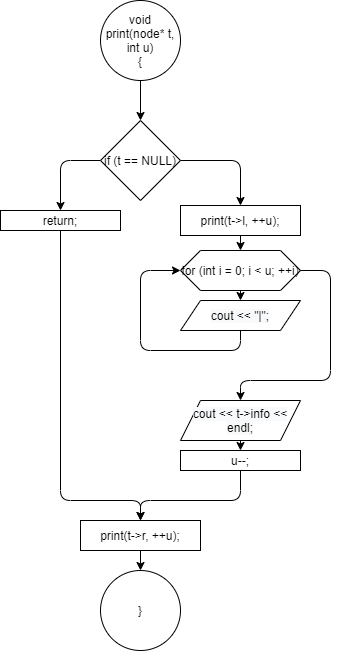 void
print(node* t,
int u)
{
if (t == NULL)
return;
print(t->l, ++u);
for (int i = 0; i < u; ++i)
cout << "|";
cout << t->info <<
endl;
u--;
print(t->r, ++u);
}